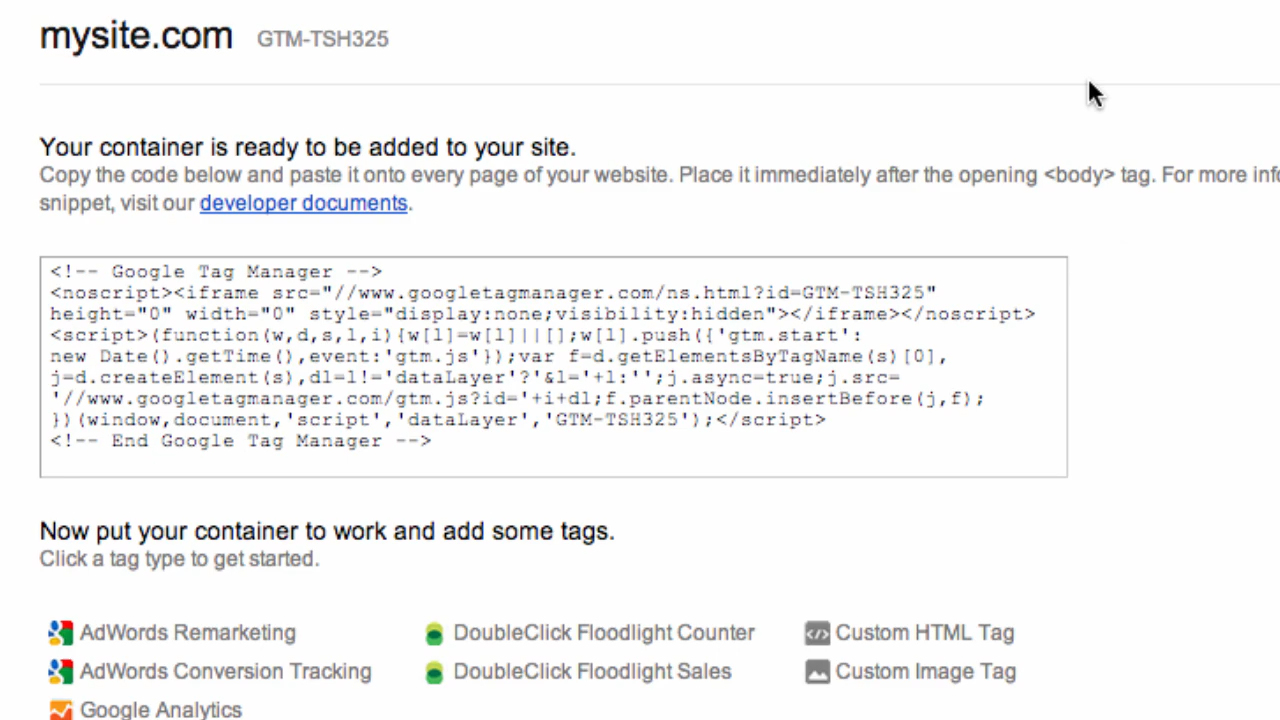 mysite.com GTM-TSH325
Your container is ready to be added to your site.
Copy the code below and paste it onto every page of your website. Place it immediately after the opening <body> tag. For more
snippet, visit our developer documents.
<!-- Google Tag Manager -->
<noscript><iframe src="//www.googletagmanager.com/ns.html?id=GTM-TSH325"
height="0" width="0" style="display:none;visibility:hidden"></iframe></noscript>
<script>(function(w,d,s,l,i){w[l]=w[l]||[];w[l].push({'gtm.start':
new Date().getTime(),event:'gtm.js'});var f=d.getElementsByTagName(s)[0],
j=d.createElement(s),dl=l!='dataLayer'?'&l='+l:'';j.async=true;j.src=
'//www.googletagmanager.com/gtm.js?id='+i+dl;f.parentNode.insertBefore(j,f);
})(window,document,'script','dataLayer','GTM-TSH325');</script>
<!-- End Google Tag Manager -->
Now put your container to work and add some tags.
Click a tag type to get started.
AdWords Remarketing DoubleClick Floodlight Counter Custom HTML Tag
AdWords Conversion Tracking DoubleClick Floodlight Sales Custom Image Tag
Google Analytics